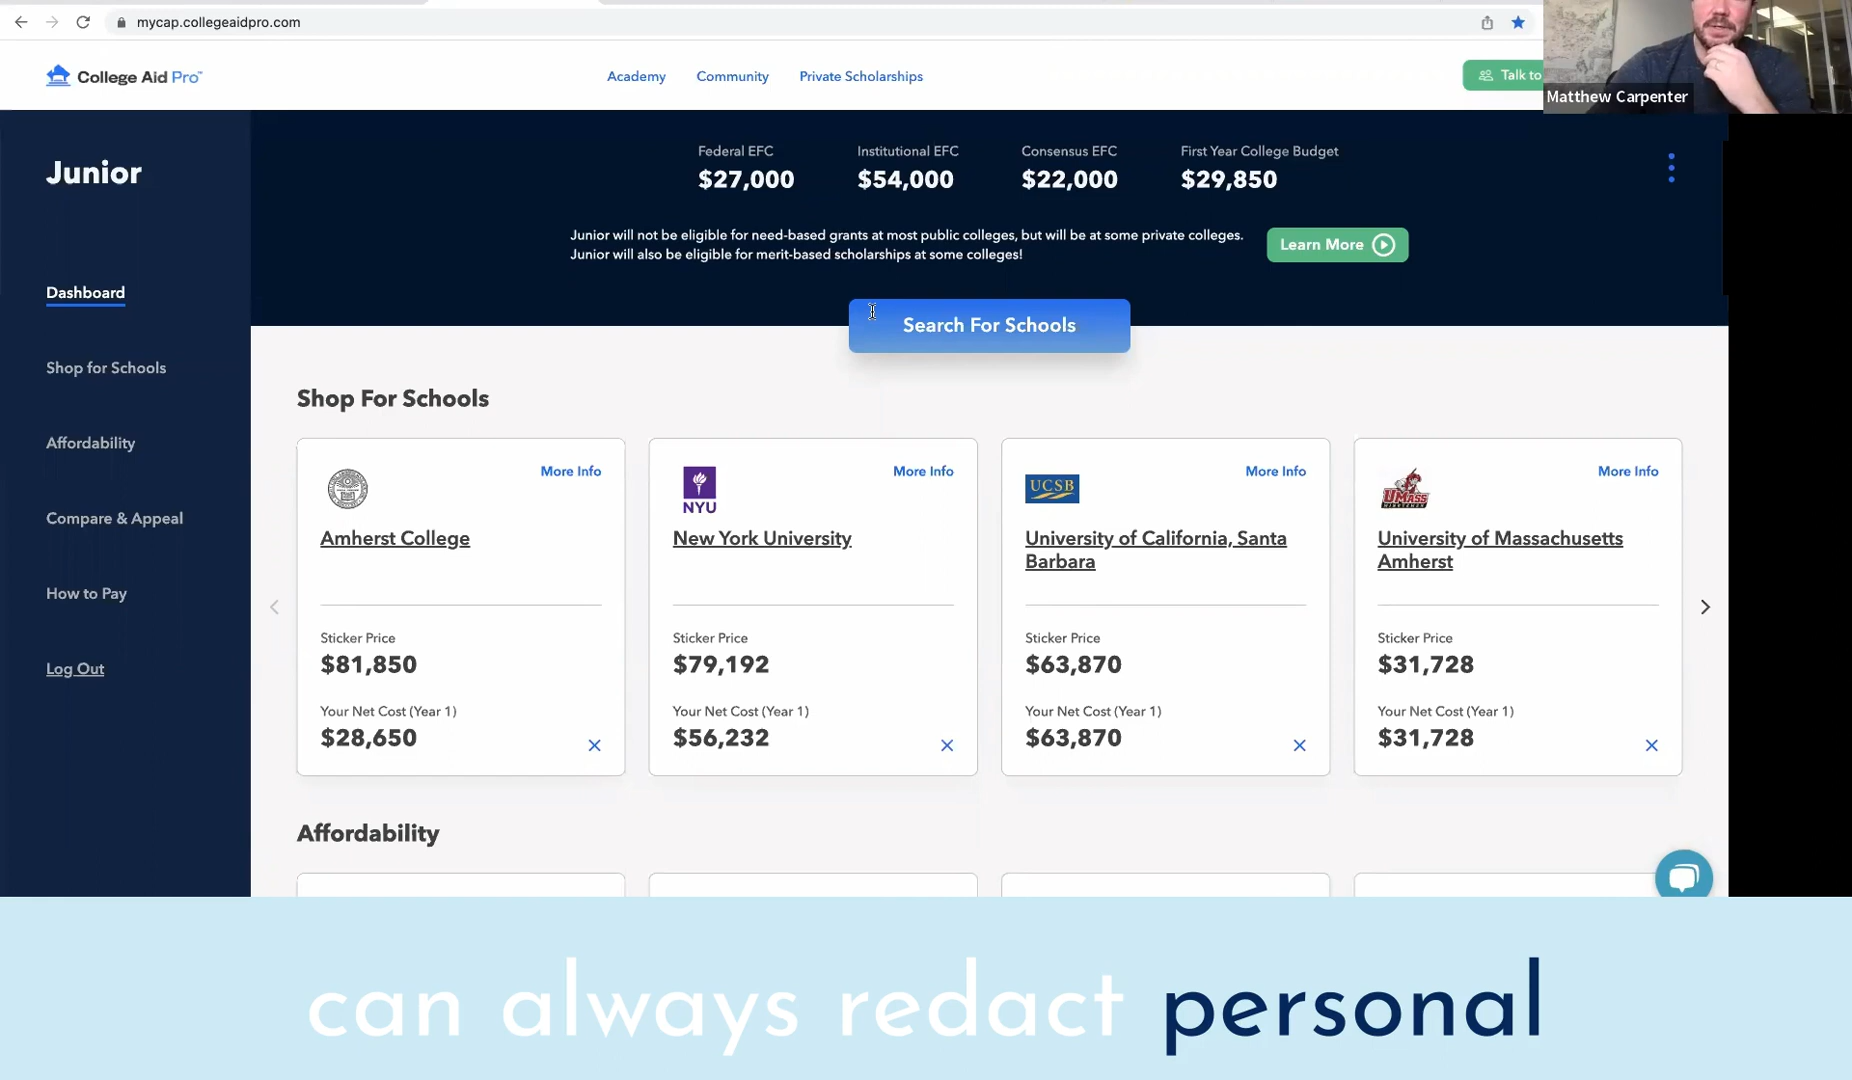 mycap.collegeaidpro.com
College Aid Pro™
Academy
Community
Private Scholarships
Talk to
Matthew Carpenter
Junior
Dashboard
Shop for Schools
Affordability
Compare & Appeal
How to Pay
Log Out
Federal EFC
$27,000
Institutional EFC
$54,000
Consensus EFC
$22,000
First Year College Budget
$29,850
Junior will not be eligible for need-based grants at most public colleges, but will be at some private colleges.
Junior will also be eligible for merit-based scholarships at some colleges!
Learn More
Search For Schools
Shop For Schools
More Info
Amherst College
Sticker Price
$81,850
Your Net Cost (Year 1)
$28,650
NYU
More Info
New York University
Sticker Price
$79,192
Your Net Cost (Year 1)
$56,232
UCSB
More Info
University of California, Santa
Barbara
Sticker Price
$63,870
Your Net Cost (Year 1)
$63,870
UMASS
More Info
University of Massachusetts
Amherst
Sticker Price
$31,728
Your Net Cost (Year 1)
$31,728
Affordability
can always redact personal